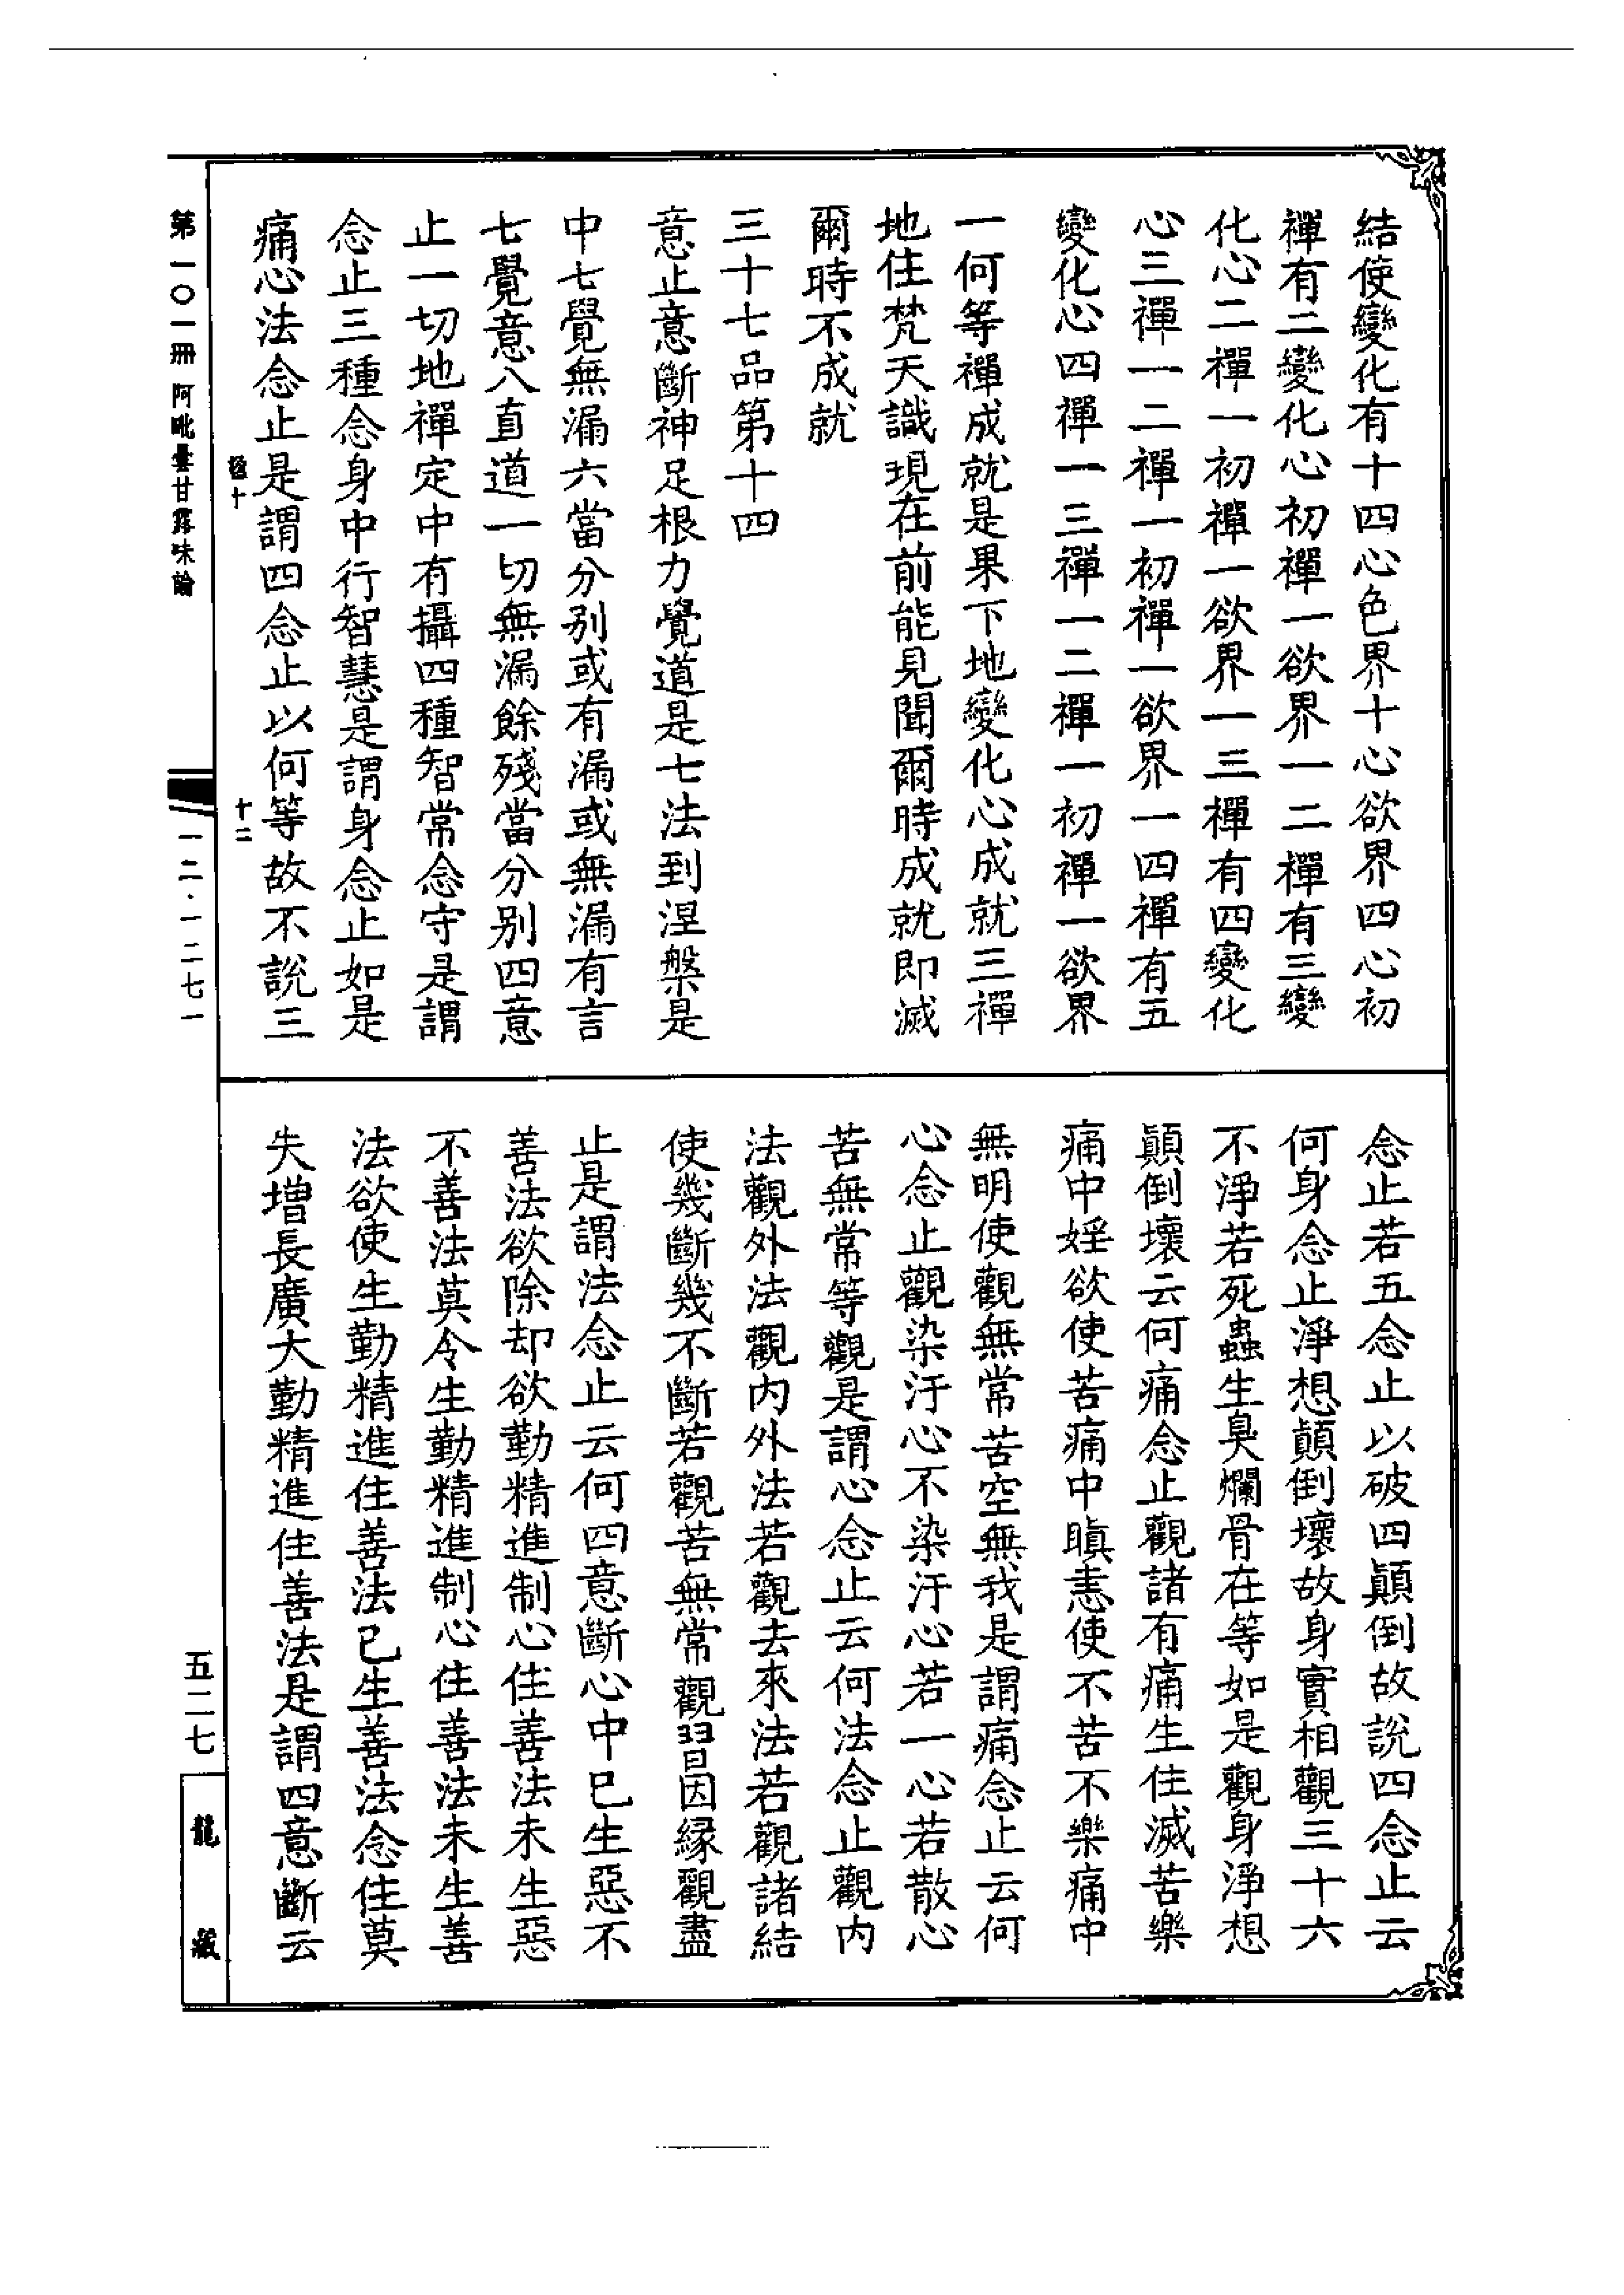 結使變化有十四心色界十心欲界四心初
禪有二變化心初禪一欲界一二禪有三變
化心二禪一初禪一欲界一三禪有四變化
心三禪一二禪一初禪一欲界一四禪有五
變化心四禪一三禪一二禪一初禪一欲界
一何等禪成就是果下地變化心成就三禪
地住梵天識現在前能見聞爾時成就即滅
爾時不成就
三十七品第十四
意止意斷神足根力覺道是七法到涅槃是
中七覺無漏六當分別或有漏或無漏有言
七覺意八直道一切無漏餘殘當分別四意
止一切地禪定中有攝四種智常念守是謂
念止三種念身中行智慧是謂身念止如是
痛心法念止是謂四念止以何等故不說三
念止若五念止以破四顛倒故說四念止云
何身念止淨想顛倒壞故身實相觀三十六
不淨若死蟲生臭爛骨在等如是觀身淨想
顛倒壞云何痛念止觀諸有痛生住滅苦樂
痛中婬欲使苦痛中瞋恚使不苦不樂痛中
無明使觀無常苦空無我是謂痛念止云何
心念止觀染汙心不染汙心若一心若散心
苦無常等觀是謂心念止云何法念止觀內
法觀外法觀內外法若觀去來法若觀諸結
使幾斷幾不斷若觀苦無常觀習因緣觀盡
止是謂法念止云何四意斷心中已生惡不
善法欲除却欲勤精進制心住善法未生惡
不善法莫令生勤精進制心住善法未生善
法欲使生勤精進住善法已生善法念住莫
失增長廣大勤精進住善法是謂四意斷云
第一〇一冊 阿毗曇甘露味論
十二
一二·一二七一
五二七
龍藏